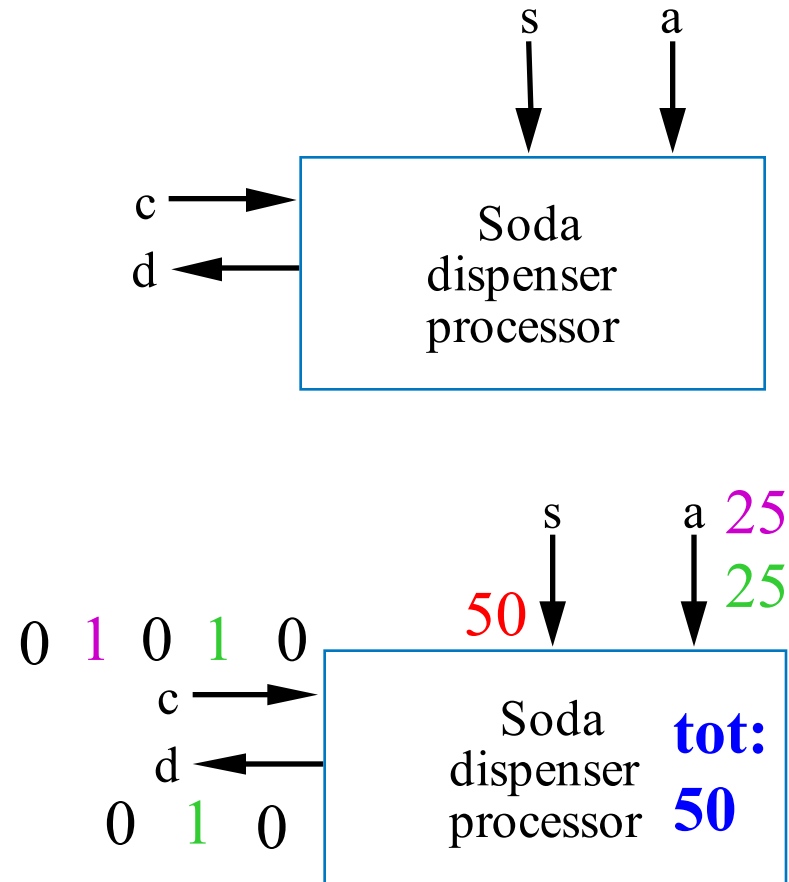 s a
c
d
Soda
dispenser
processor
s a 25
25
50
0 1 0 1 0
c
d
Soda
dispenser
processor
tot:
50
0 1 0